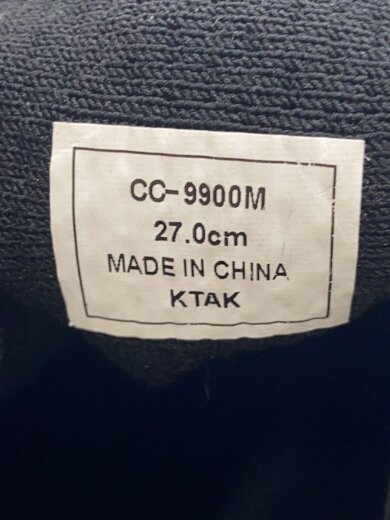 CC-9900M
27.0cm
MADE IN CHINA
KTAK